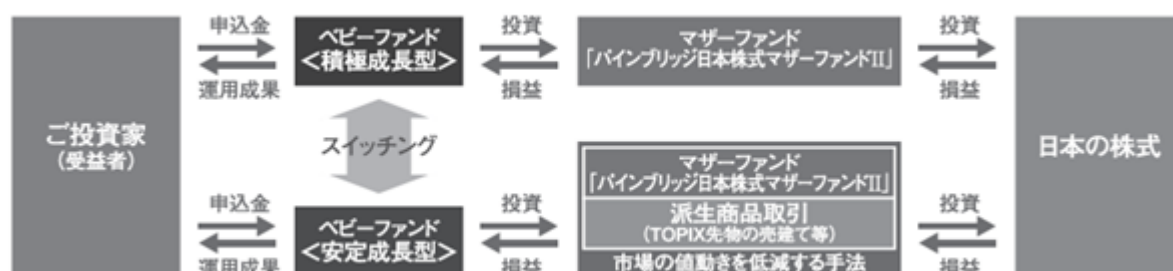 ご投資家
(受益者)
申込金
運用成果
ベビーファンド
<積極成長型>
投資
損益
マザーファンド
「パインブリッジ日本株式マザーファンドII」
投資
損益
日本の株式
スイッチング
申込金
運用成果
ベビーファンド
<安定成長型>
投資
損益
マザーファンド
「パインブリッジ日本株式マザーファンドII」
派生商品取引
(TOPIX先物の売建て等)
市場の値動きを低減する手法
投資
損益